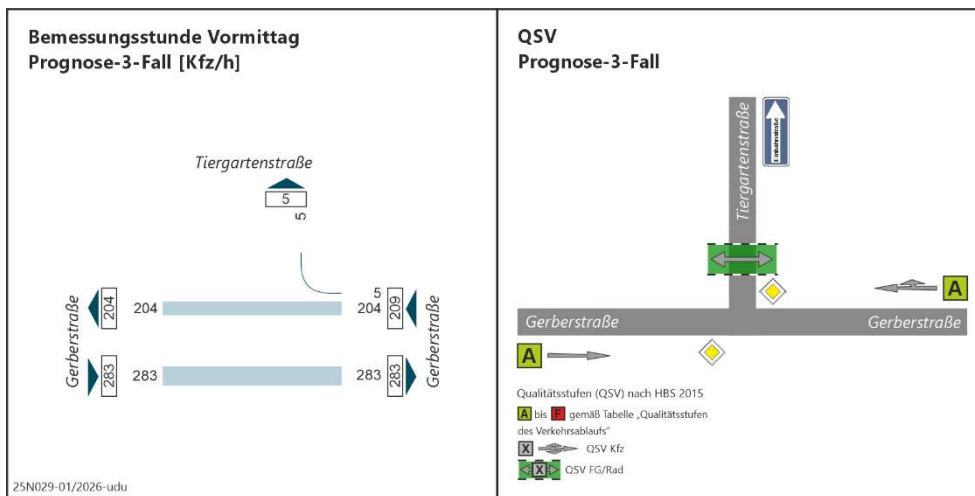 Bemessungsstunde Vormittag
Prognose-3-Fall [Kfz/h]
Tiergartenstraße
5
5
Gerberstraße
204
204
5
204
209
Gerberstraße
283
283
283
283
25N029-01/2026-udu
QSV
Prognose-3-Fall
Einbahnstraße
Tiergartenstraße
A
Gerberstraße
Gerberstraße
A
Qualitätsstufen (QSV) nach HBS 2015
A bis F gemäß Tabelle „Qualitätsstufen
des Verkehrsablaufs“
X QSV Kfz
X QSV FG/Rad